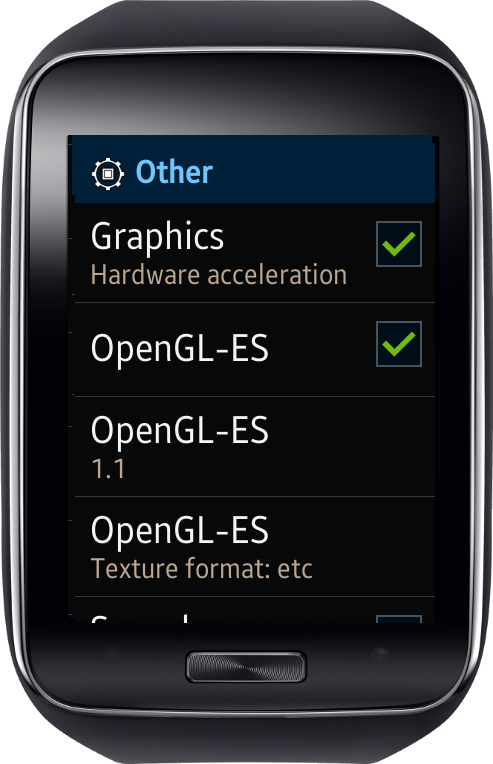 Other
Graphics
Hardware acceleration
OpenGL-ES
OpenGL-ES
1.1
OpenGL-ES
Texture format: etc